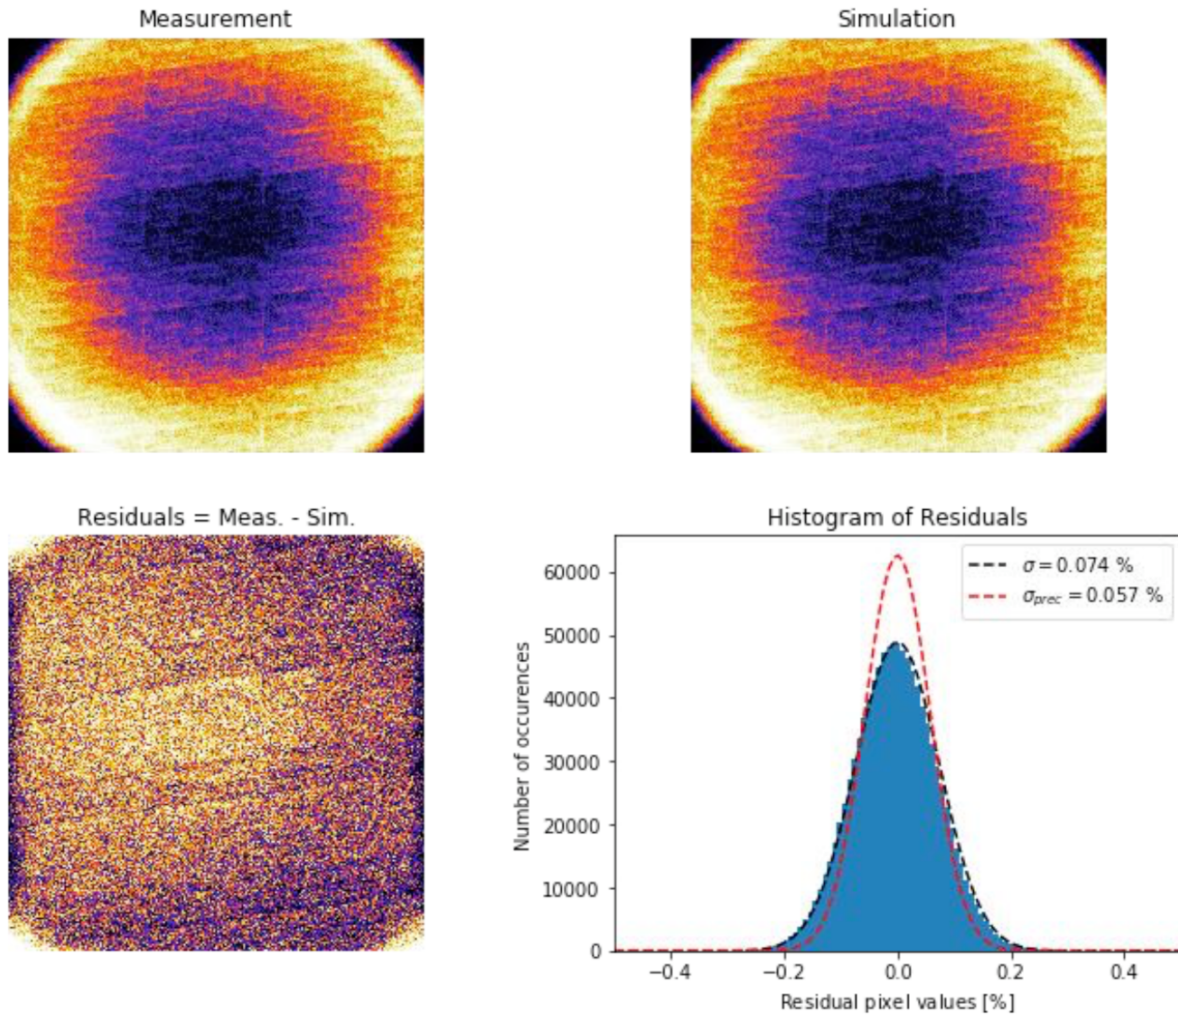 Measurement
Simulation
Residuals = Meas. - Sim.
Histogram of Residuals
σ = 0.074 %
σprec = 0.057 %
60000
50000
40000
30000
20000
10000
0
Number of occurences
−0.4
−0.2
0.0
0.2
0.4
Residual pixel values [%]